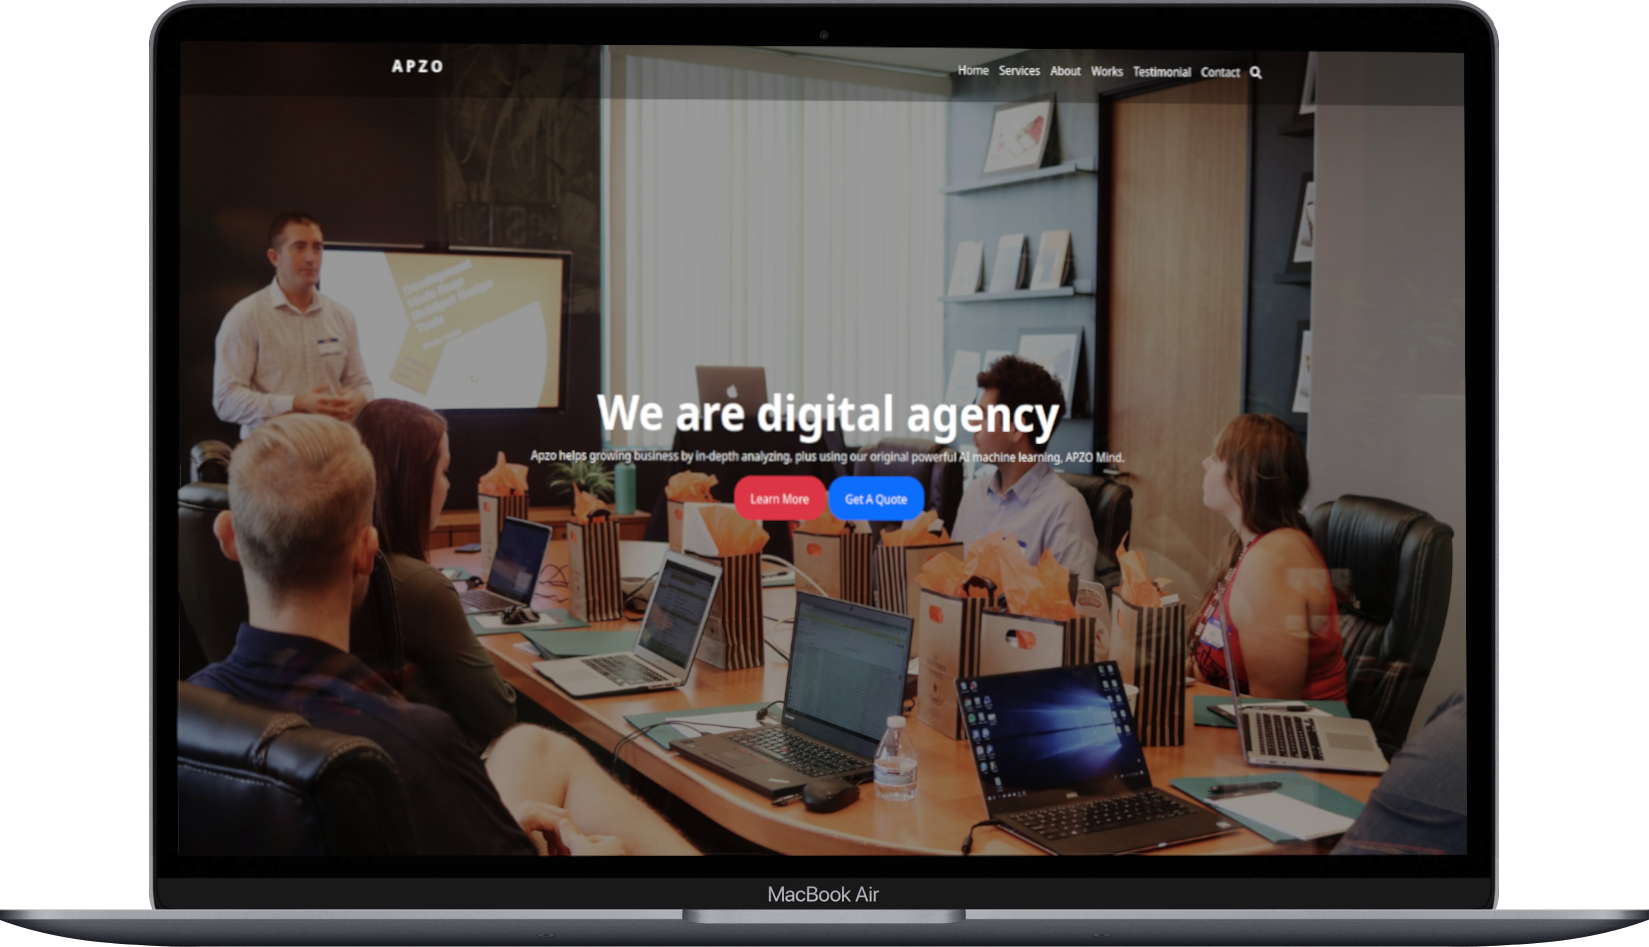 APZO
Home Services About Works Testimonial Contact
We are digital agency
Apzo helps growing business by in-depth analyzing, plus using our original powerful AI machine learning, APZO Mind.
Learn More Get A Quote
MacBook Air